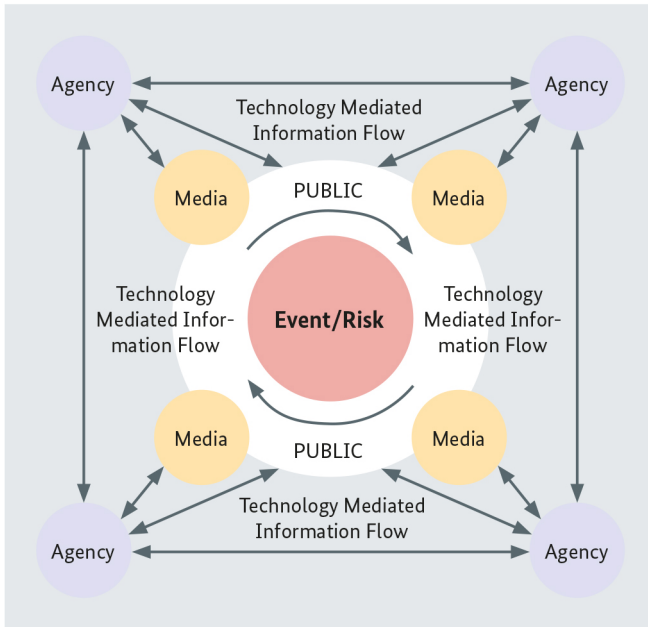 Agency
Agency
Technology Mediated
Information Flow
Media
PUBLIC
Media
Technology
Mediated Infor-
mation Flow
Event/Risk
Technology
Mediated Infor-
mation Flow
Media
PUBLIC
Media
Technology Mediated
Information Flow
Agency
Agency